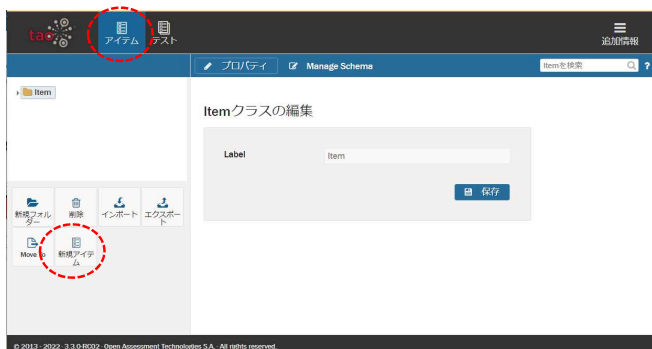 tao
アイテム
テスト
追加情報
プロパティ
Manage Schema
Itemを検索
?
Item
Itemクラスの編集
Label
Item
保存
新規フォル
ダー
削除
インポート
エクスポー
ト
Move To
新規アイテ
ム
© 2013 - 2022 · 3.3.0-RC02 · Open Assessment Technologies S.A. · All rights reserved.